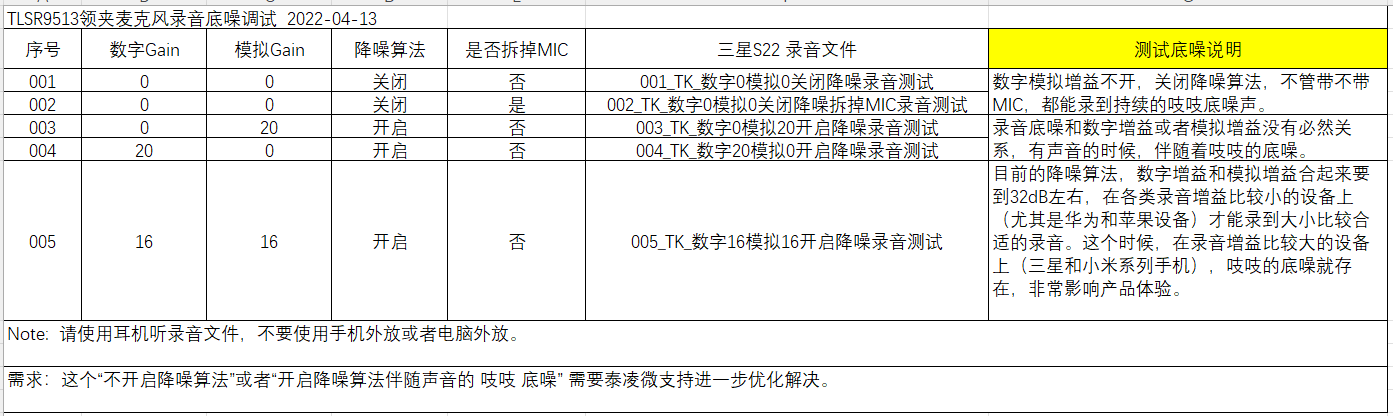 TLSR9513领夹麦克风录音底噪调试 2022-04-13
序号 数字Gain 模拟Gain 降噪算法 是否拆掉MIC 三星S22 录音文件 测试底噪说明
001 0 0 关闭 否 001_TK_数字0模拟0关闭降噪录音测试
002 0 0 关闭 是 002_TK_数字0模拟0关闭降噪拆掉MIC录音测试
数字模拟增益不开，关闭降噪算法，不管带不带
MIC，都能录到持续的吱吱底噪声。
003 0 20 开启 否 003_TK_数字0模拟20开启降噪录音测试
004 20 0 开启 否 004_TK_数字20模拟0开启降噪录音测试
录音底噪和数字增益或者模拟增益没有必然关
系，有声音的时候，伴随着吱吱的底噪。
005 16 16 开启 否 005_TK_数字16模拟16开启降噪录音测试
目前的降噪算法，数字增益和模拟增益合起来要
到32dB左右，在各类录音增益比较小的设备上
（尤其是华为和苹果设备）才能录到大小比较合
适的录音。这个时候，在录音增益比较大的设备
上（三星和小米系列手机），吱吱的底噪就存
在，非常影响产品体验。
Note: 请使用耳机听录音文件，不要使用手机外放或者电脑外放。
需求：这个“不开启降噪算法”或者“开启降噪算法伴随声音的 吱吱 底噪” 需要泰凌微支持进一步优化解决。